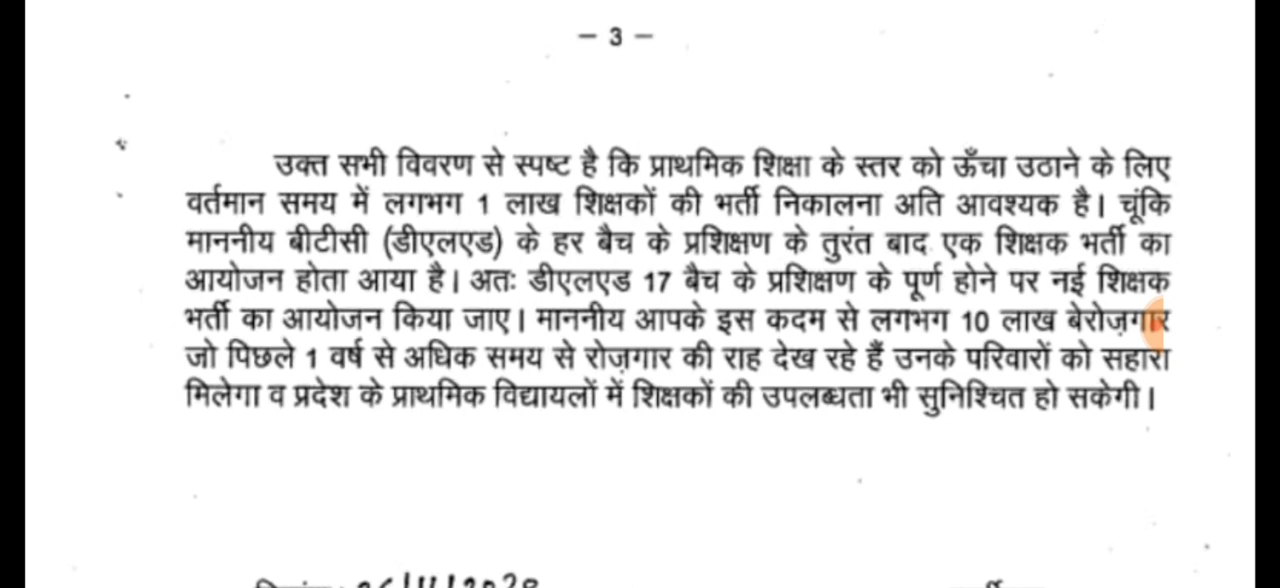 - 3 -
उक्त सभी विवरण से स्पष्ट है कि प्राथमिक शिक्षा के स्तर को ऊँचा उठाने के लिए
वर्तमान समय में लगभग 1 लाख शिक्षकों की भर्ती निकालना अति आवश्यक है। चूंकि
माननीय बीटीसी (डीएलएड) के हर बैच के प्रशिक्षण के तुरंत बाद एक शिक्षक भर्ती का
आयोजन होता आया है। अतः डीएलएड 17 बैच के प्रशिक्षण के पूर्ण होने पर नई शिक्षक
भर्ती का आयोजन किया जाए। माननीय आपके इस कदम से लगभग 10 लाख बेरोज़गार
जो पिछले 1 वर्ष से अधिक समय से रोज़गार की राह देख रहे हैं उनके परिवारों को सहारा
मिलेगा व प्रदेश के प्राथमिक विद्यायलों में शिक्षकों की उपलब्धता भी सुनिश्चित हो सकेगी।